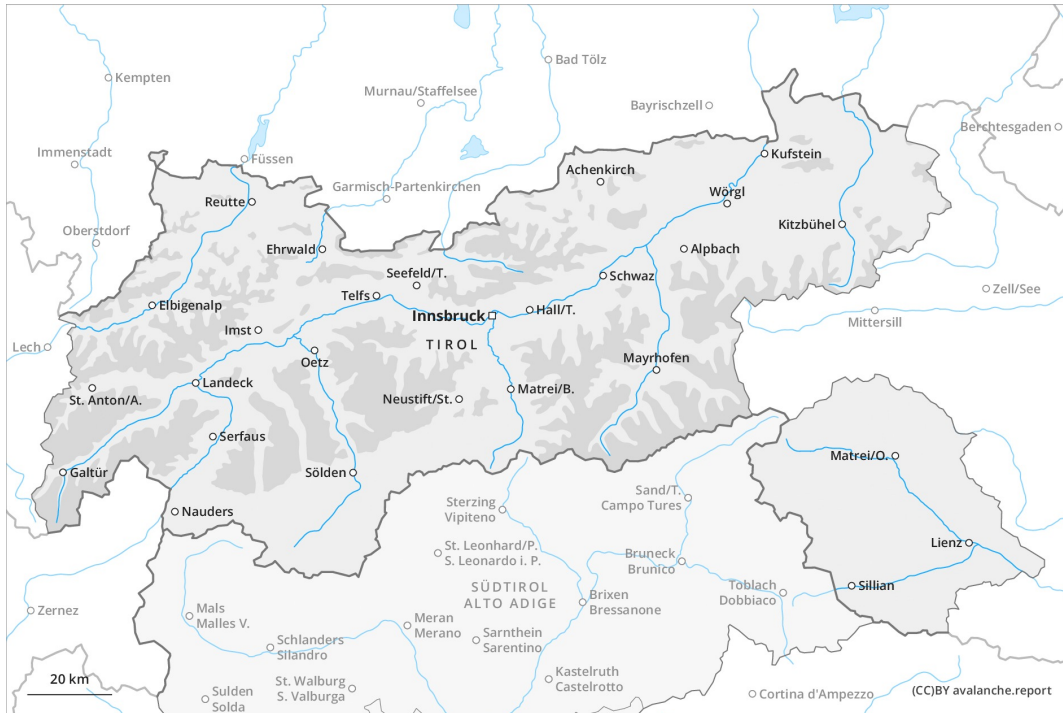 Kempten
Bad Tölz
Murnau/Staffelsee
Bayrischzell
Berchtesgaden
Immenstadt
Füssen
Kufstein
Achenkirch
Garmisch-Partenkirchen
Wörgl
Reutte
Kitzbühel
Oberstdorf
Ehrwald
Alpbach
Seefeld/T.
Schwaz
Zell/See
Telfs
Elbigenalp
Hall/T.
Innsbruck
Mittersill
Imst
TIROL
Lech
Mayrhofen
Oetz
Landeck
Matrei/B.
St. Anton/A.
Neustift/St.
Serfaus
Matrei/O.
Galtür
Sölden
Sand/T.
Campo Tures
Sterzing
Vipiteno
Nauders
Lienz
St. Leonhard/P.
S. Leonardo i. P.
Bruneck
Brunico
SÜDTIROL
ALTO ADIGE
Toblach
Dobbiaco
Sillian
Brixen
Bressanone
Zernez
Mals
Malles V.
Meran
Merano
Sarnthein
Sarentino
Schlanders
Silandro
Kastelruth
Castelrotto
20 km
St. Walburg
S. Valburga
Sulden
Solda
Cortina d'Ampezzo
(CC)BY avalanche.report